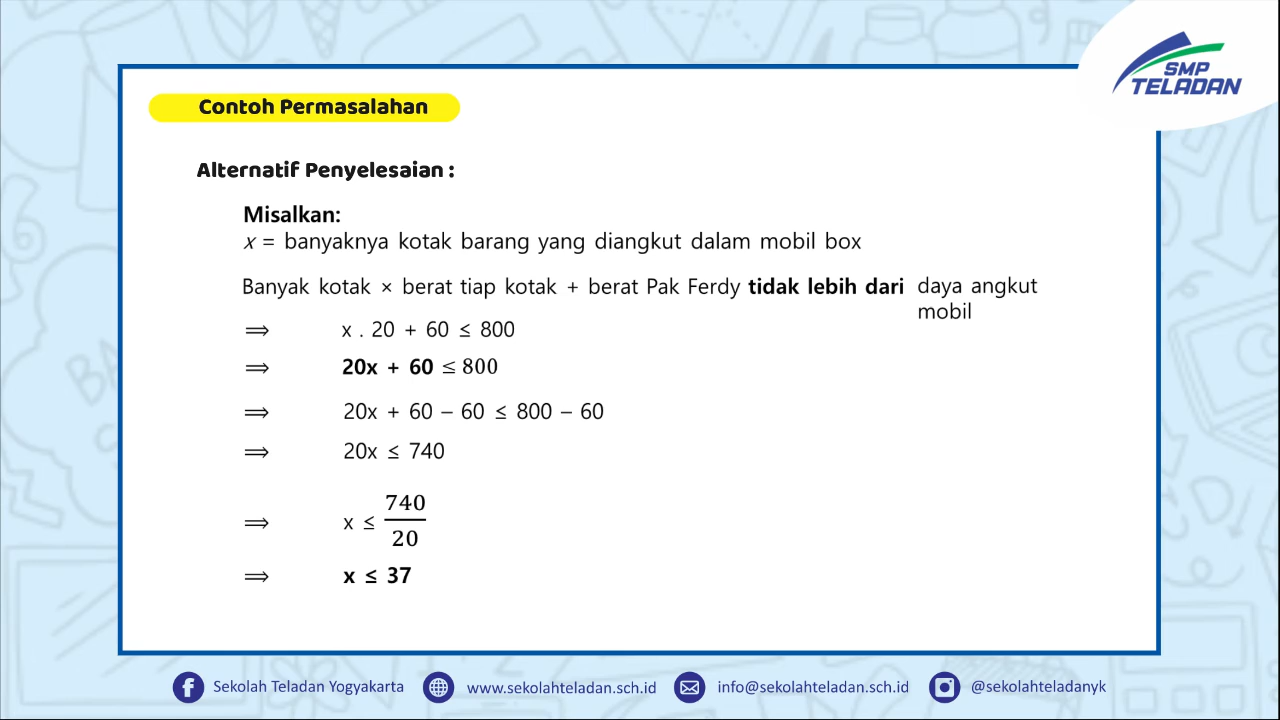 SMP
TELADAN
Contoh Permasalahan
Alternatif Penyelesaian :
Misalkan:
x = banyaknya kotak barang yang diangkut dalam mobil box
Banyak kotak × berat tiap kotak + berat Pak Ferdy tidak lebih dari daya angkut
mobil
⟹ x . 20 + 60 ≤ 800
⟹ 20x + 60 ≤ 800
⟹ 20x + 60 – 60 ≤ 800 – 60
⟹ 20x ≤ 740
⟹ x ≤ 740/20
⟹ x ≤ 37
Sekolah Teladan Yogyakarta www.sekolahteladan.sch.id info@sekolahteladan.sch.id @sekolahteladanyk